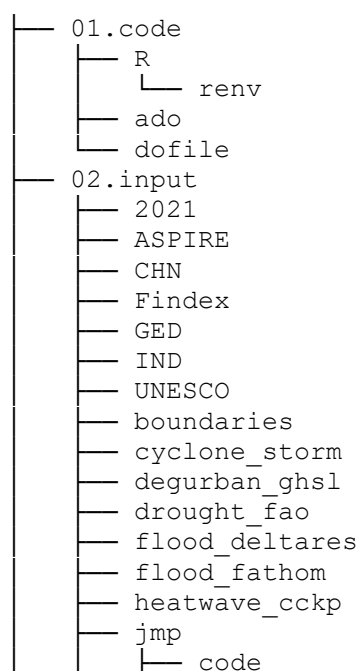 ├── 01.code
│   ├── R
│   │   └── renv
│   ├── ado
│   └── dofile
├── 02.input
│   ├── 2021
│   ├── ASPIRE
│   ├── CHN
│   ├── Findex
│   ├── GED
│   ├── IND
│   ├── UNESCO
│   ├── boundaries
│   ├── cyclone_storm
│   ├── degurban_ghsl
│   ├── drought_fao
│   ├── flood_deltares
│   ├── flood_fathom
│   ├── heatwave_cckp
│   ├── jmp
│   │   ├── code